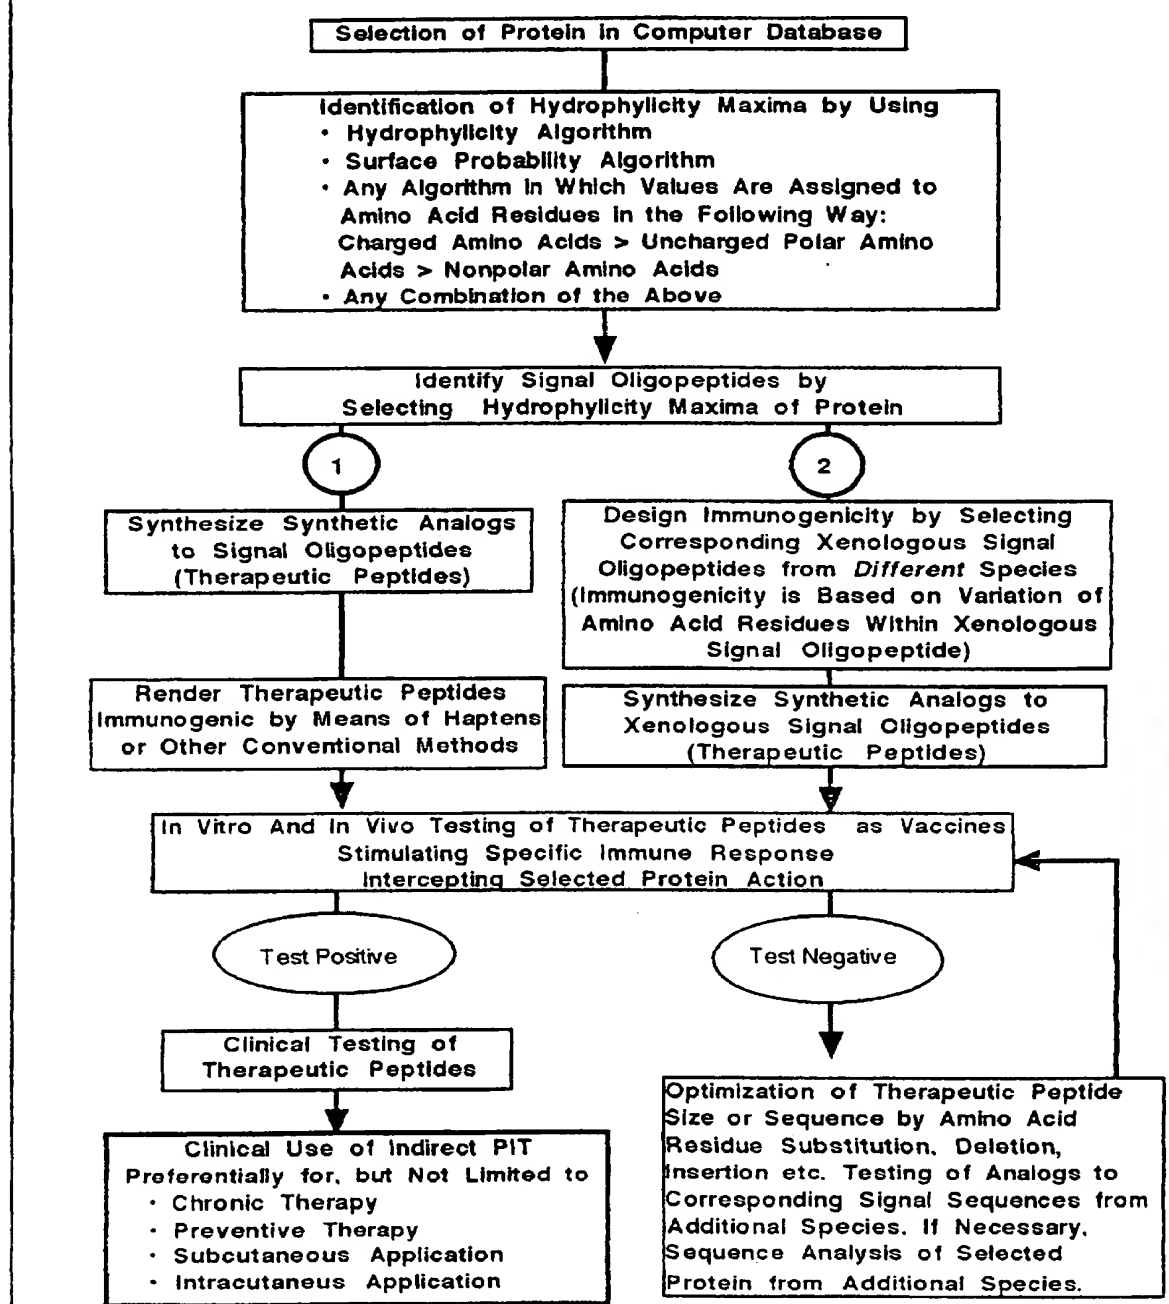 Selection of Protein in Computer Database
Identification of Hydrophylicity Maxima by Using
• Hydrophylicity Algorithm
• Surface Probability Algorithm
• Any Algorithm in Which Values Are Assigned to
Amino Acid Residues in the Following Way:
Charged Amino Acids > Uncharged Polar Amino
Acids > Nonpolar Amino Acids
• Any Combination of the Above
Identify Signal Oligopeptides by
Selecting Hydrophylicity Maxima of Protein
1
2
Synthesize Synthetic Analogs
to Signal Oligopeptides
(Therapeutic Peptides)
Design Immunogenicity by Selecting
Corresponding Xenologous Signal
Oligopeptides from Different Species
(Immunogenicity is Based on Variation of
Amino Acid Residues Within Xenologous
Signal Oligopeptide)
Render Therapeutic Peptides
Immunogenic by Means of Haptens
or Other Conventional Methods
Synthesize Synthetic Analogs to
Xenologous Signal Oligopeptides
(Therapeutic Peptides)
In Vitro And In Vivo Testing of Therapeutic Peptides as Vaccines
Stimulating Specific Immune Response
Intercepting Selected Protein Action
Test Positive
Test Negative
Clinical Testing of
Therapeutic Peptides
Clinical Use of Indirect PIT
Preferentially for, but Not Limited to
• Chronic Therapy
• Preventive Therapy
• Subcutaneous Application
• Intracutaneus Application
Optimization of Therapeutic Peptide
Size or Sequence by Amino Acid
Residue Substitution, Deletion,
Insertion etc. Testing of Analogs to
Corresponding Signal Sequences from
Additional Species. If Necessary,
Sequence Analysis of Selected
Protein from Additional Species.